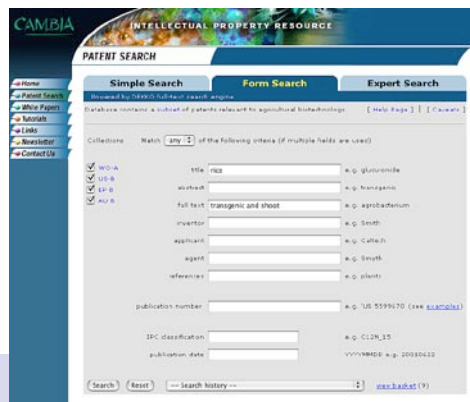 CAMBIA
INTELLECTUAL PROPERTY RESOURCE
PATENT SEARCH
Home
Patent Search
White Papers
Tutorials
Links
Newsletter
Contact Us
Simple Search Form Search Expert Search
Powered by DEKKO full-text search engine
Database contains a subset of patents relevant to agricultural biotechnology. [ Help Page ] | [ Caveats ]
Collections Match any of the following criteria (if multiple fields are used)
WO-A
US-B
EP-B
AU-B
title rice e.g. glucuronide
abstract e.g. transgenic
full text transgenic and shoot e.g. agrobacterium
inventor e.g. Smith
applicant e.g. Caltech
agent e.g. Smyth
references e.g. plants
publication number e.g. 'US 5599670 (see examples)
IPC classification e.g. C12N_15
publication date YYYYMMDD e.g. 20010622
Search Reset -- Search history -- view basket (9)